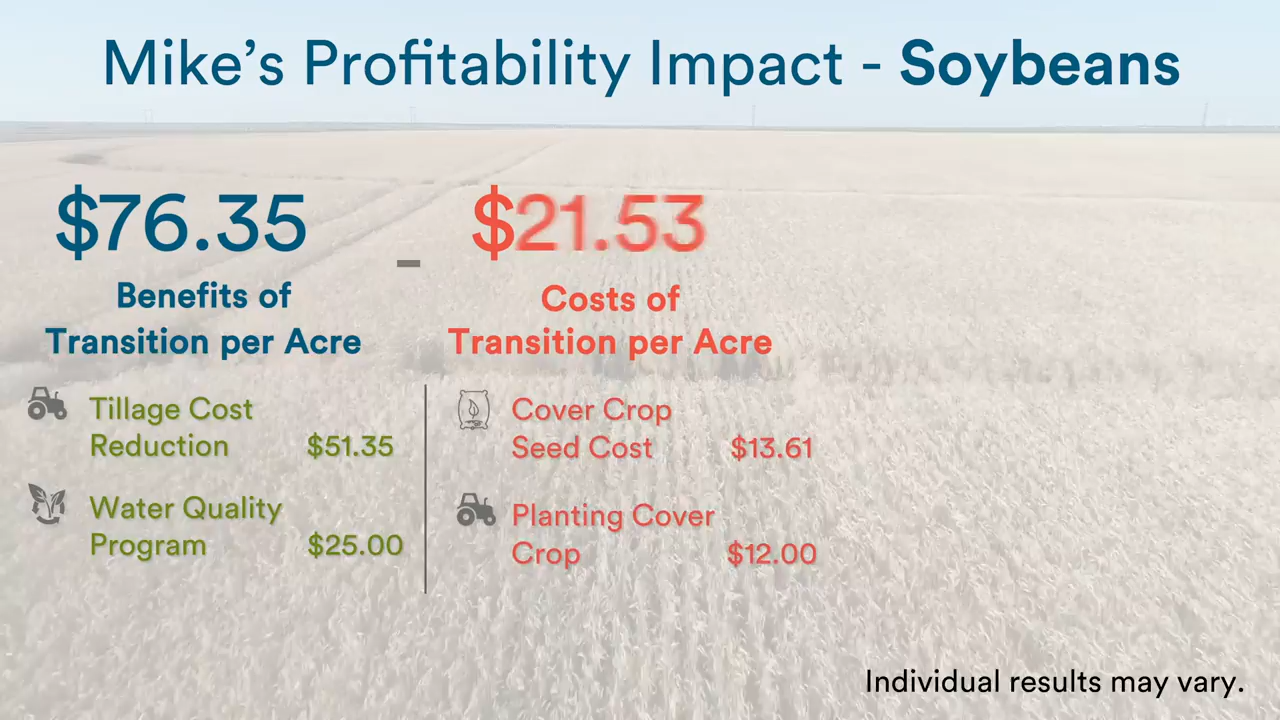 Mike's Profitability Impact - Soybeans
$76.35
Benefits of
Transition per Acre
-
$21.53
Costs of
Transition per Acre
Tillage Cost
Reduction $51.35
Water Quality
Program $25.00
Cover Crop
Seed Cost $13.61
Planting Cover
Crop $12.00
Individual results may vary.